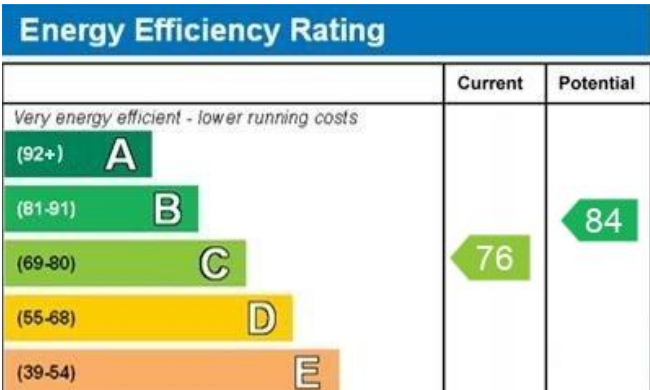 Energy Efficiency Rating
Current Potential
Very energy efficient - lower running costs
(92+) A
(81-91) B
84
(69-80) C
76
(55-68) D
(39-54) E